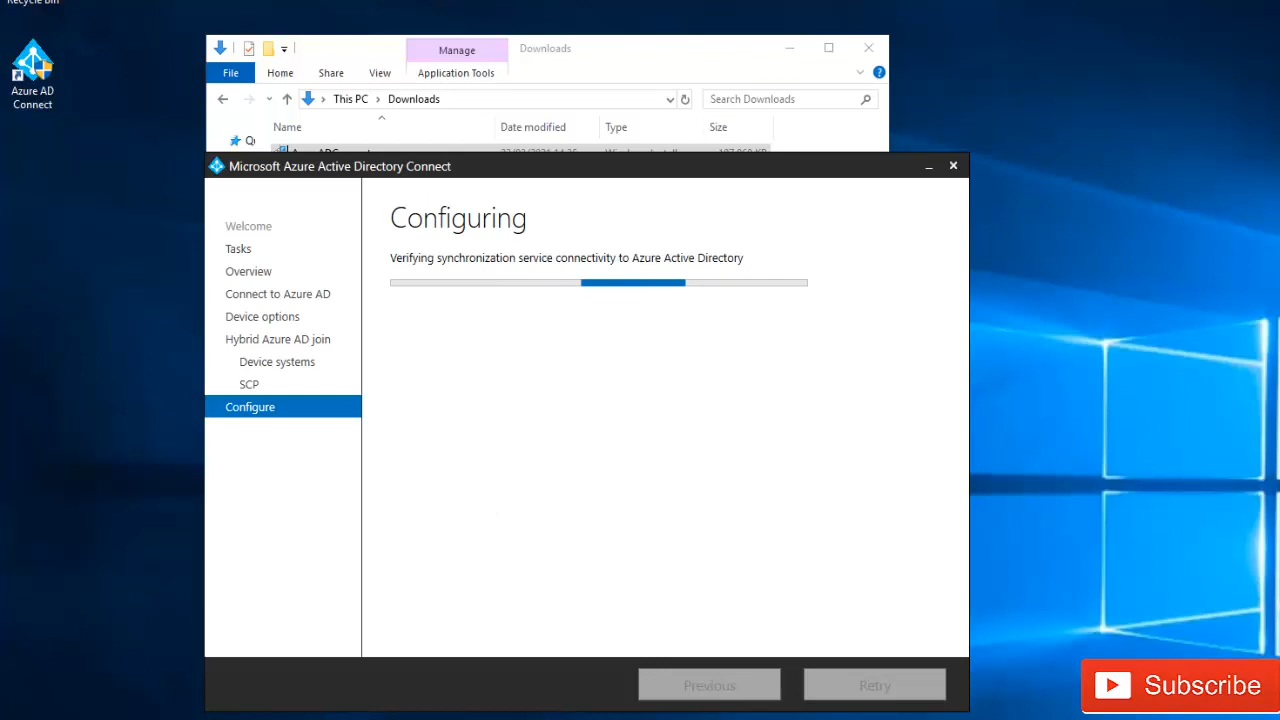 Recycle Bin
Azure AD
Connect
Manage
Downloads
File
Home
Share
View
Application Tools
This PC
Downloads
Search Downloads
Name
Date modified
Type
Size
Microsoft Azure Active Directory Connect
Welcome
Tasks
Overview
Connect to Azure AD
Device options
Hybrid Azure AD join
Device systems
SCP
Configure
Configuring
Verifying synchronization service connectivity to Azure Active Directory
Previous
Retry
Subscribe